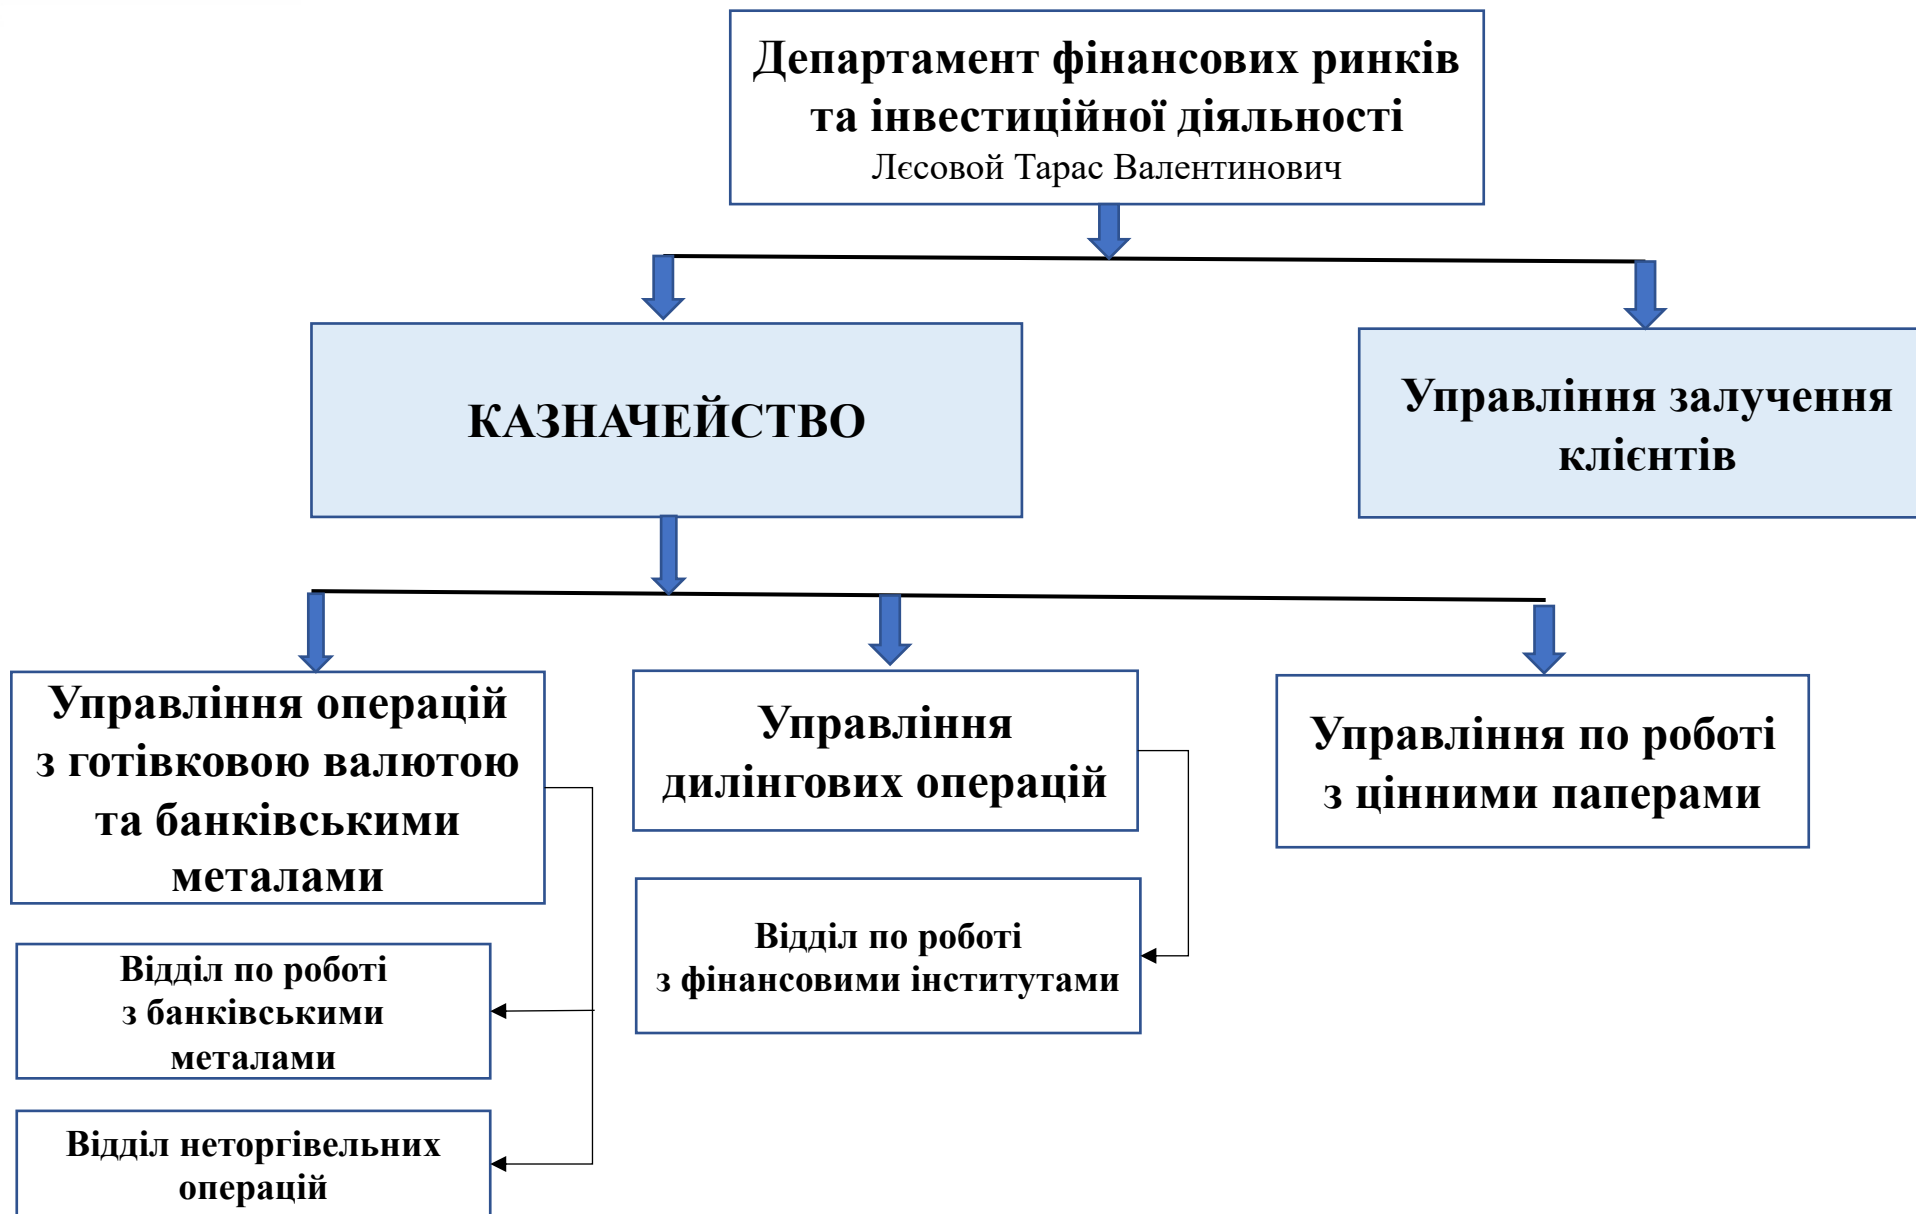 Департамент фінансових ринків
та інвестиційної діяльності
Лєсовой Тарас Валентинович
КАЗНАЧЕЙСТВО
Управління залучення
клієнтів
Управління операцій
з готівковою валютою
та банківськими
металами
Управління
дилінгових операцій
Управління по роботі
з цінними паперами
Відділ по роботі
з фінансовими інститутами
Відділ по роботі
з банківськими
металами
Відділ неторгівельних
операцій